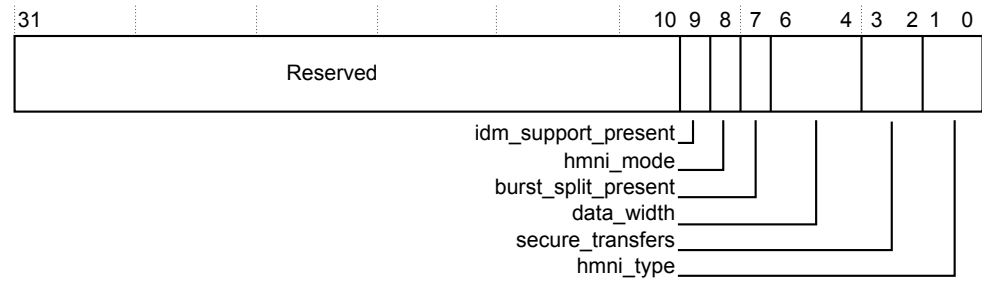 31 10 9 8 7 6 4 3 2 1 0
Reserved
idm_support_present
hmni_mode
burst_split_present
data_width
secure_transfers
hmni_type